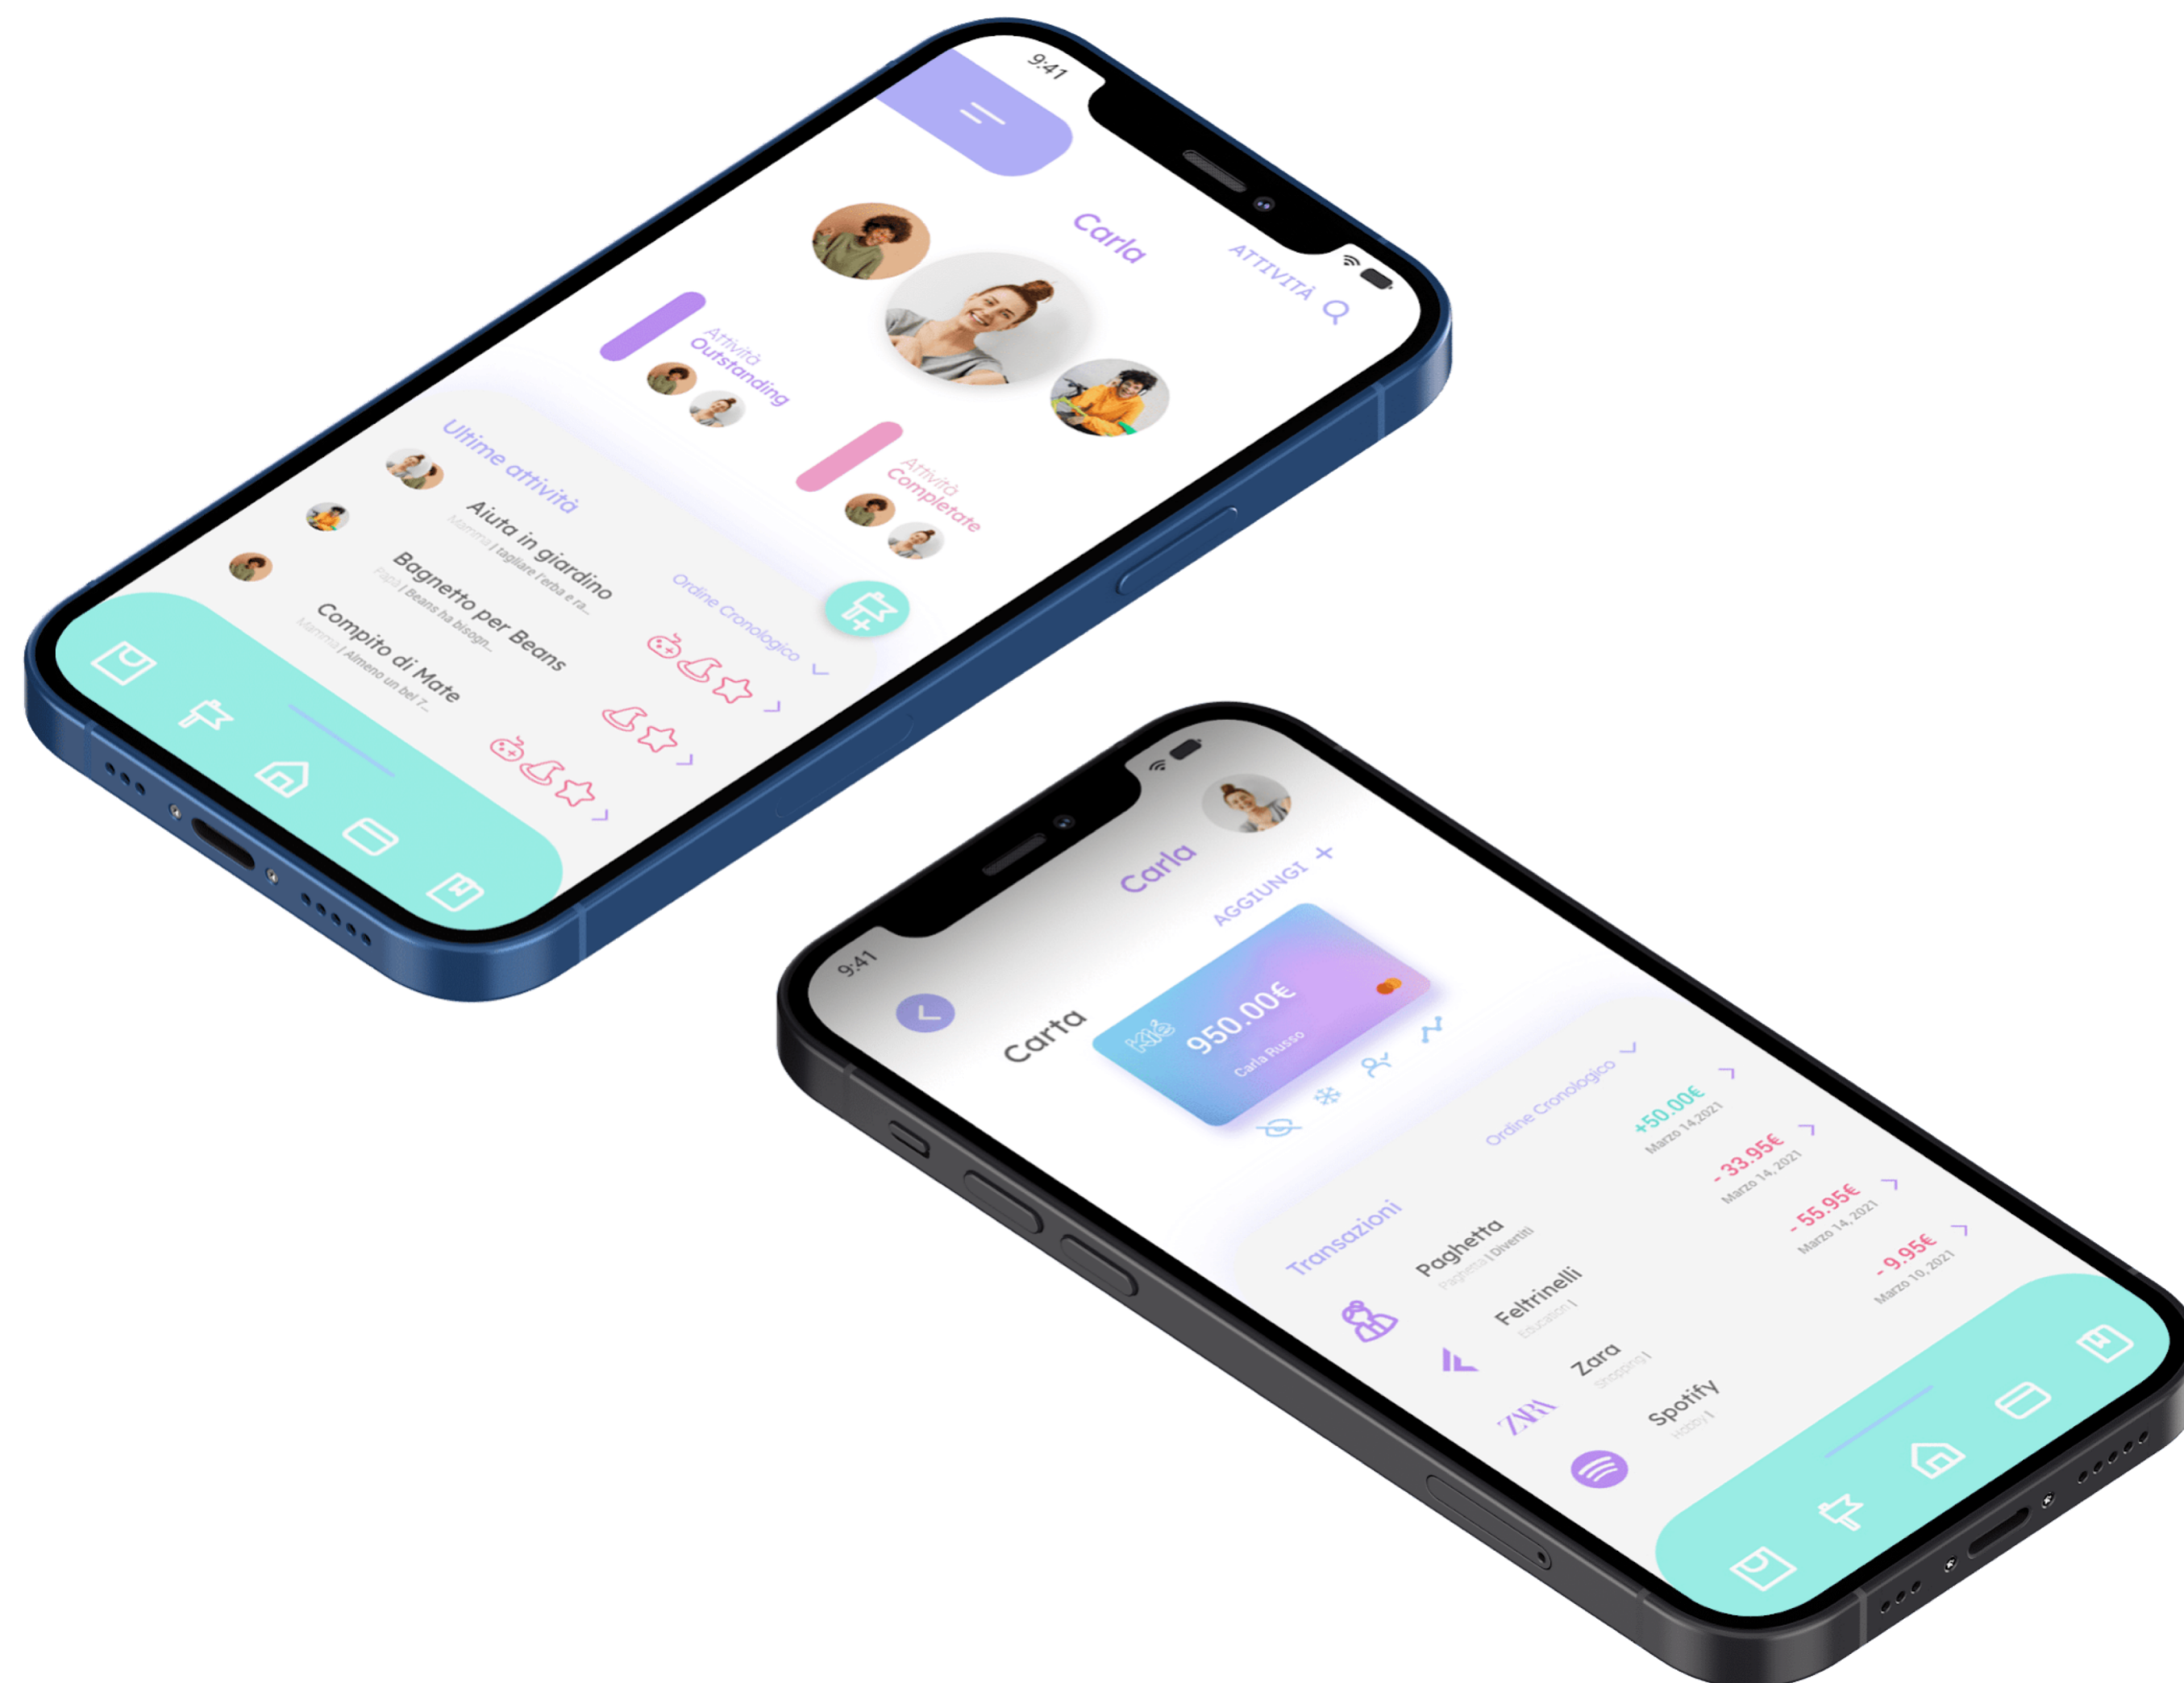 9:41
Carla
ATTIVITÀ
Attività
Outstanding
Attività
Completate
Ultime attività
Ordine Cronologico
Aiuta in giardino
Mamma | tagliare l'erba e ra...
Bagnetto per Beans
Papà | Beans ha bisogn...
Compito di Mate
Mamma | Almeno un bel 7...
9:41
Carla
AGGIUNGI +
Carta
Klé
950.00€
Carla Russo
Transazioni
Ordine Cronologico
Paghetta
Paghetta | Divertiti
+50.00€
Marzo 14,2021
Feltrinelli
Education |
- 33.95€
Marzo 14, 2021
ZARA
Zara
Shopping |
- 55.95€
Marzo 14, 2021
Spotify
Hobby |
- 9.95€
Marzo 10, 2021